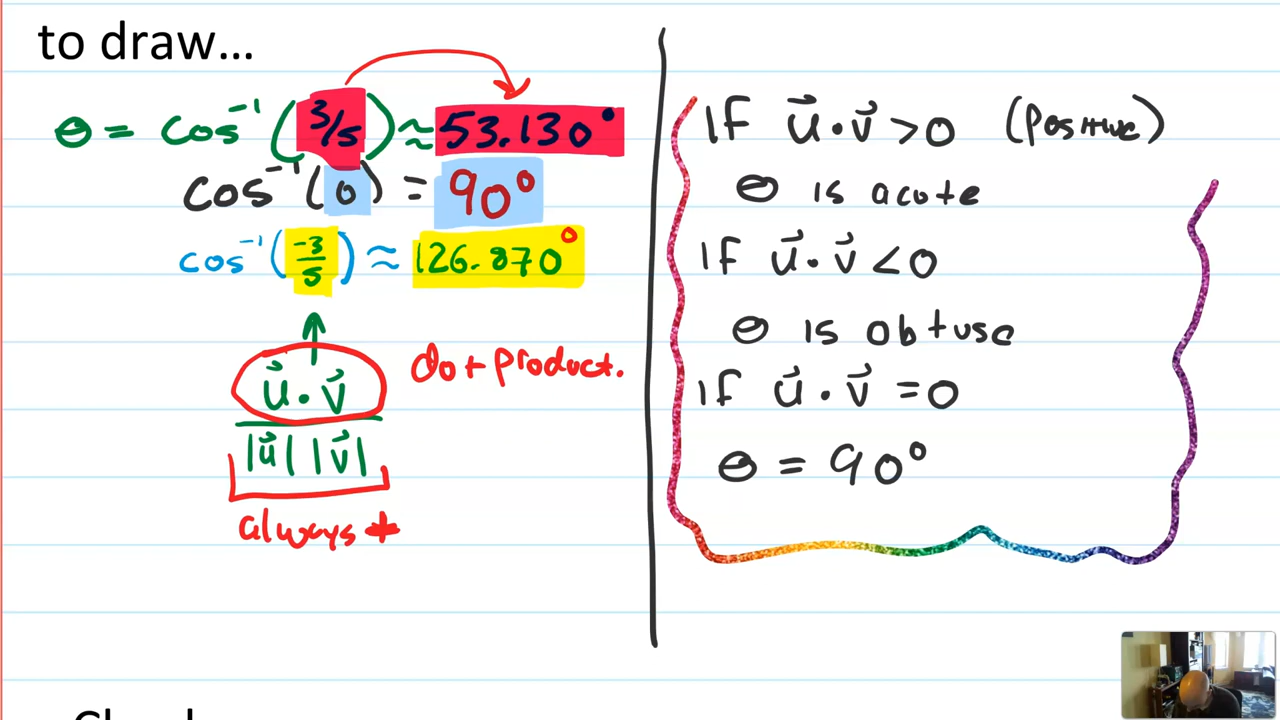 to draw...
θ = cos⁻¹(3/5) ≈ 53.130°
cos⁻¹(0) = 90°
cos⁻¹(-3/5) ≈ 126.870°
u⃗ · v⃗ dot product.
|u⃗| |v⃗|
always +
If u⃗ · v⃗ > 0 (positive)
θ is acute
If u⃗ · v⃗ < 0
θ is obtuse
If u⃗ · v⃗ = 0
θ = 90°